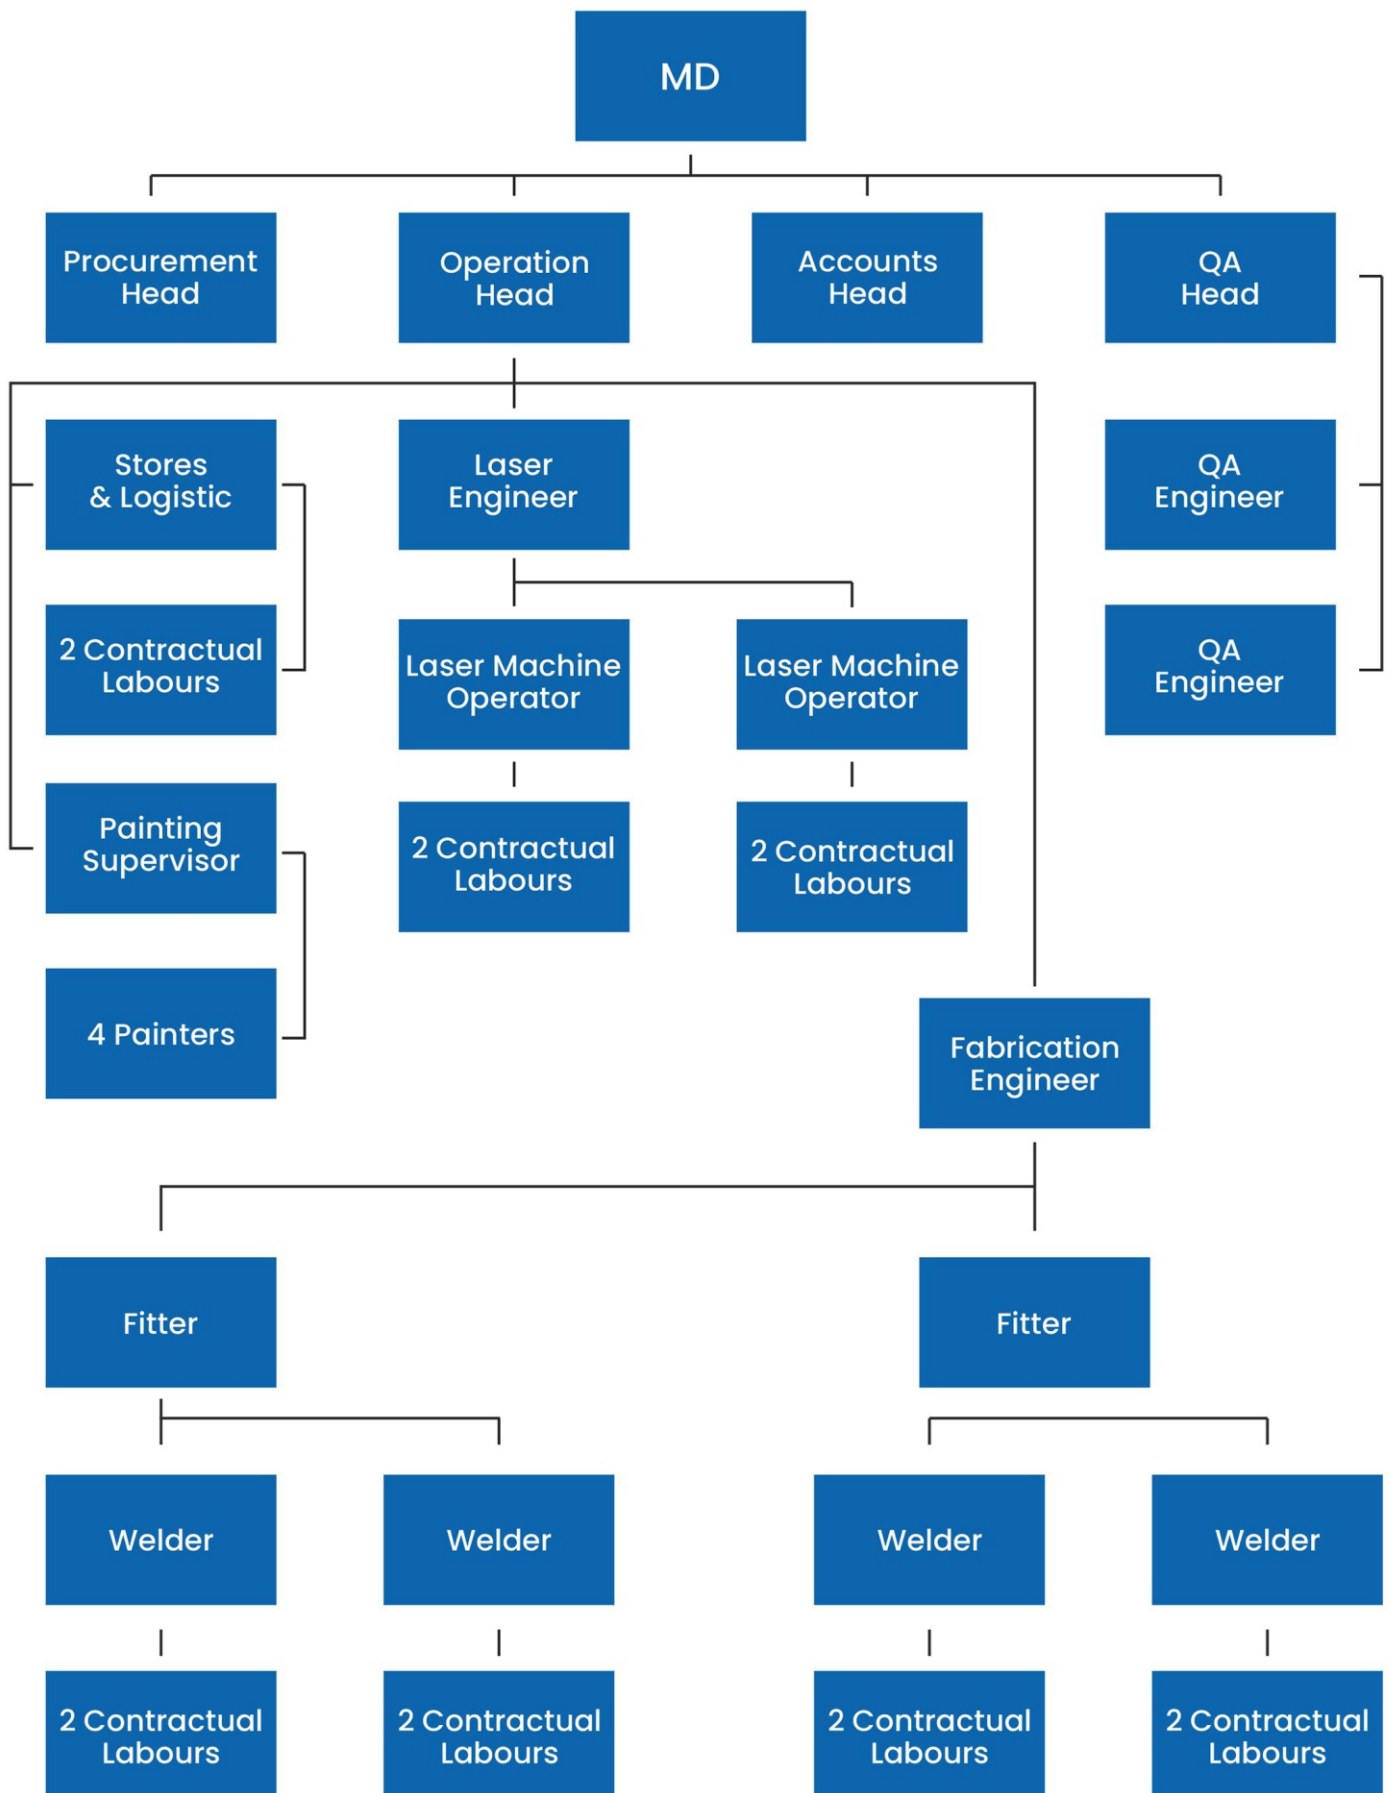 MD
Procurement
Head
Operation
Head
Accounts
Head
QA
Head
Stores
& Logistic
Laser
Engineer
QA
Engineer
2 Contractual
Labours
Laser Machine
Operator
Laser Machine
Operator
QA
Engineer
Painting
Supervisor
2 Contractual
Labours
2 Contractual
Labours
4 Painters
Fabrication
Engineer
Fitter
Fitter
Welder
Welder
Welder
Welder
2 Contractual
Labours
2 Contractual
Labours
2 Contractual
Labours
2 Contractual
Labours